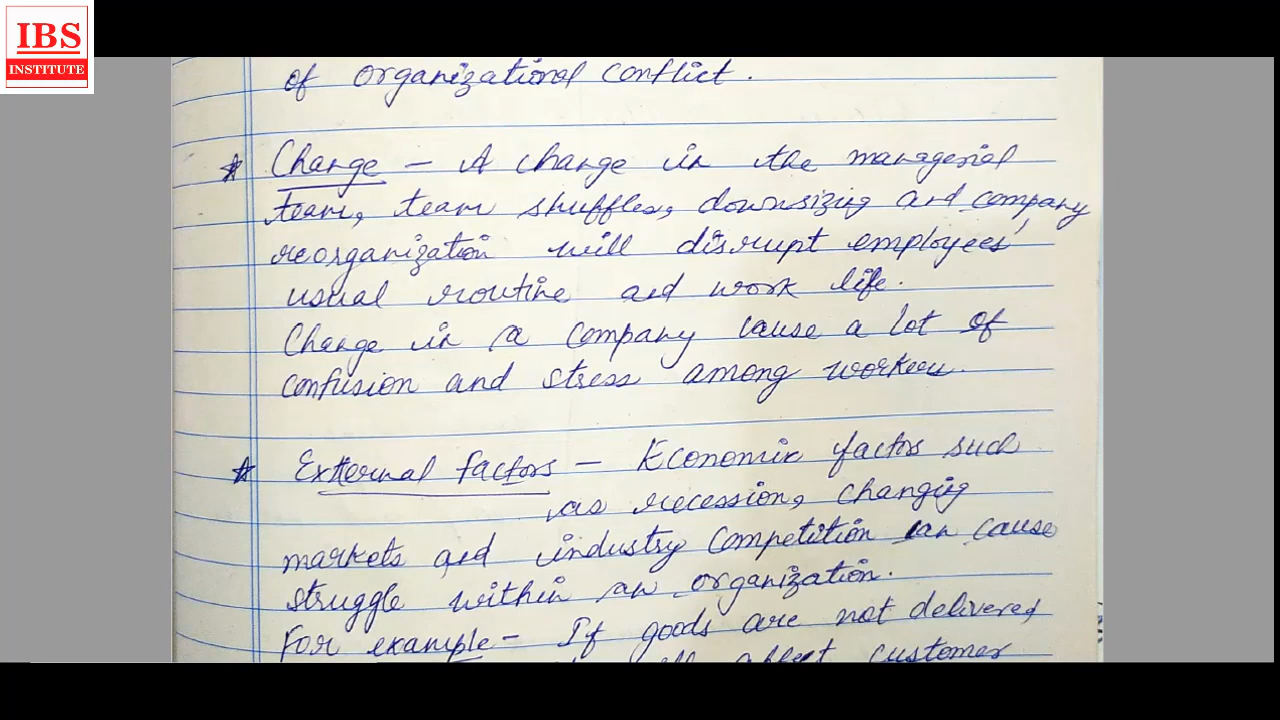 IBS
INSTITUTE
of organizational conflict.
* Change – A change in the managerial
team, team shuffles, downsizing and company
reorganization will disrupt employees'
usual routine and work life.
Change in a company cause a lot of
confusion and stress among workers.
* External factors – Economic factors such
as recession, changing
markets and industry competition can cause
struggle within an organization.
For example – If goods are not delivered,
affect customer